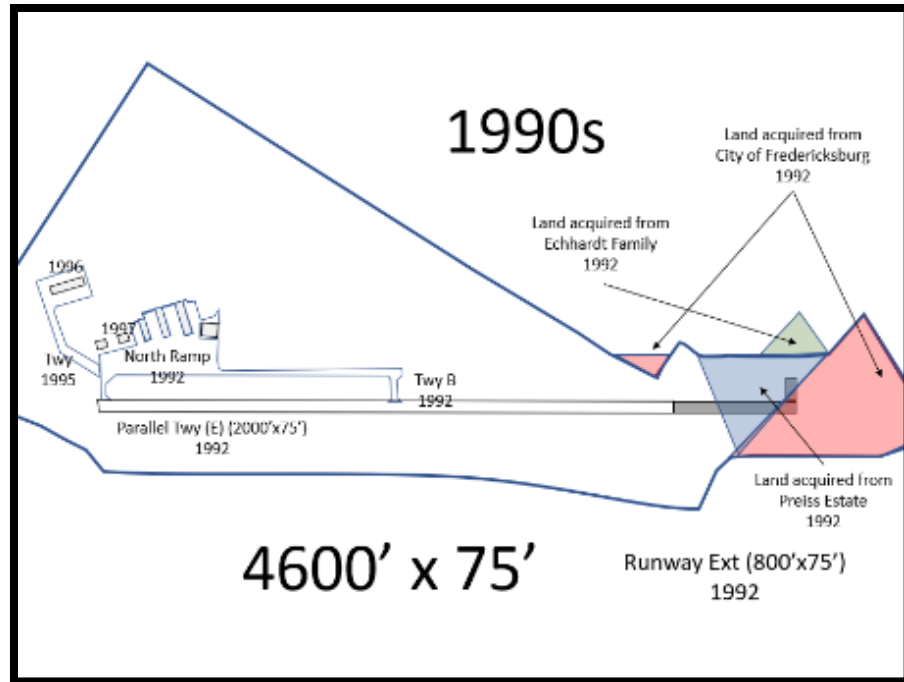 1990s
Land acquired from
City of Fredericksburg
1992
Land acquired from
Echhardt Family
1992
1996
1997
Twy
1995
North Ramp
1992
Twy B
1992
Parallel Twy (E) (2000’x75’)
1992
Land acquired from
Preiss Estate
1992
4600’ x 75’
Runway Ext (800’x75’)
1992